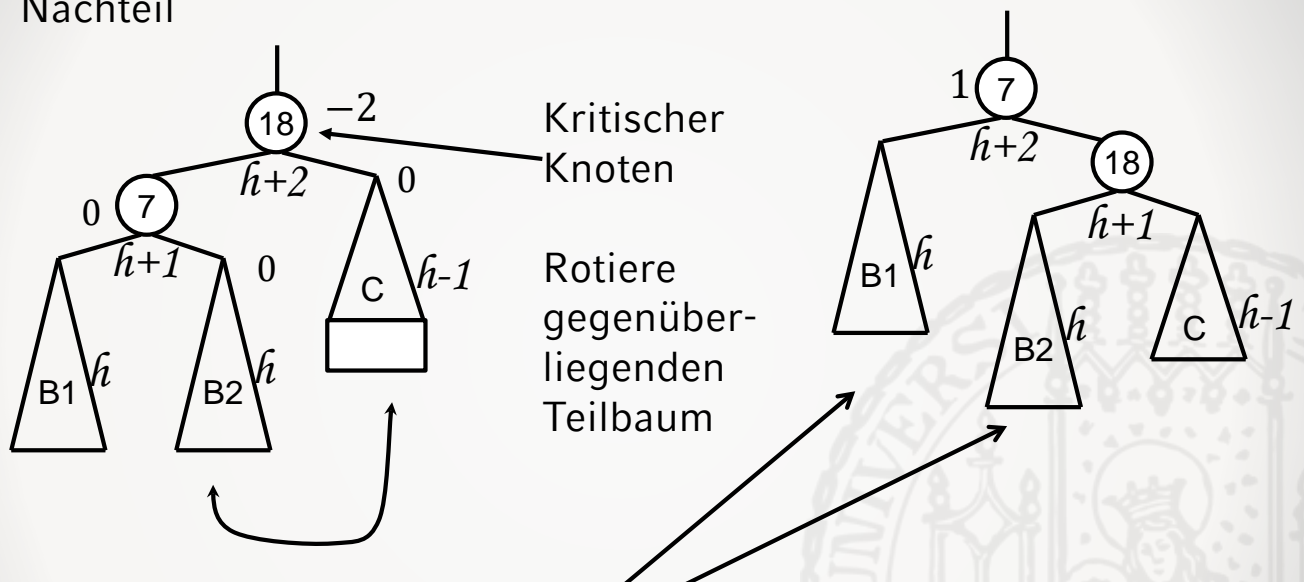 Nachteil
18
−2
h+2
0
7
0
h+1
0
C
h-1
B1
h
B2
h
Kritischer
Knoten
Rotiere
gegenüber-
liegenden
Teilbaum
1
7
h+2
18
h+1
B1
h
B2
h
C
h-1
UNIVERS